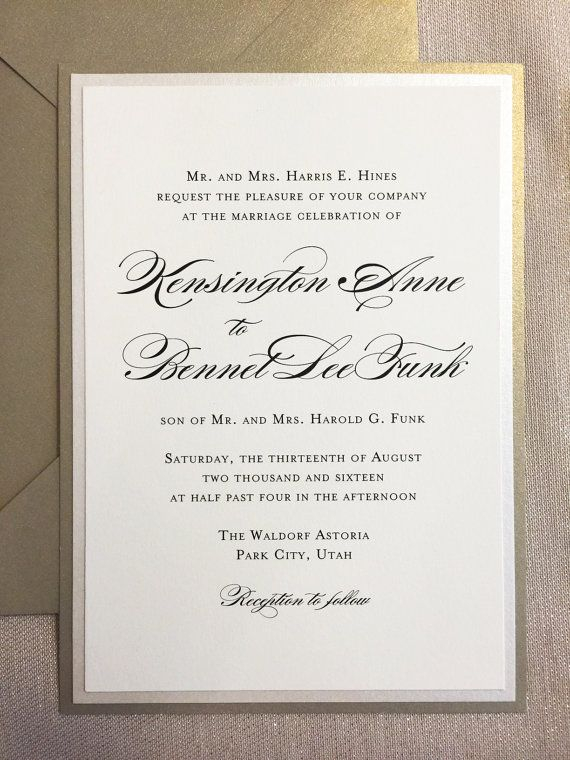 Mr. and Mrs. Harris E. Hines
request the pleasure of your company
at the marriage celebration of
Kensington Anne
to
Bennet Lee Funk
son of Mr. and Mrs. Harold G. Funk
Saturday, the thirteenth of August
two thousand and sixteen
at half past four in the afternoon
The Waldorf Astoria
Park City, Utah
Reception to follow